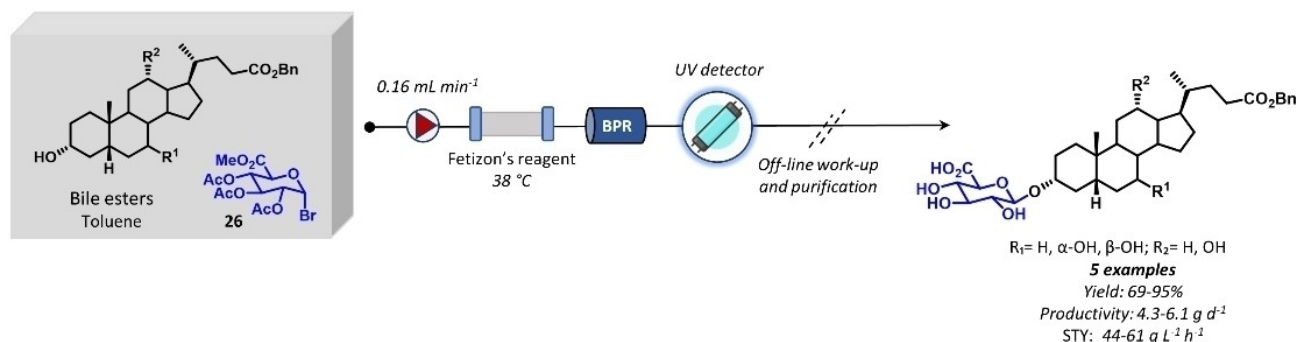 R²
CO₂Bn
HO
H
R¹
Bile esters
Toluene
MeO₂C
AcO
AcO
AcO
Br
26
0.16 mL min⁻¹
Fetizon's reagent
38 °C
BPR
UV detector
Off-line work-up
and purification
R²
CO₂Bn
HO₂C
HO
HO
OH
O
O
H
R¹
R₁= H, α-OH, β-OH; R₂= H, OH
5 examples
Yield: 69-95%
Productivity: 4.3-6.1 g d⁻¹
STY: 44-61 g L⁻¹ h⁻¹